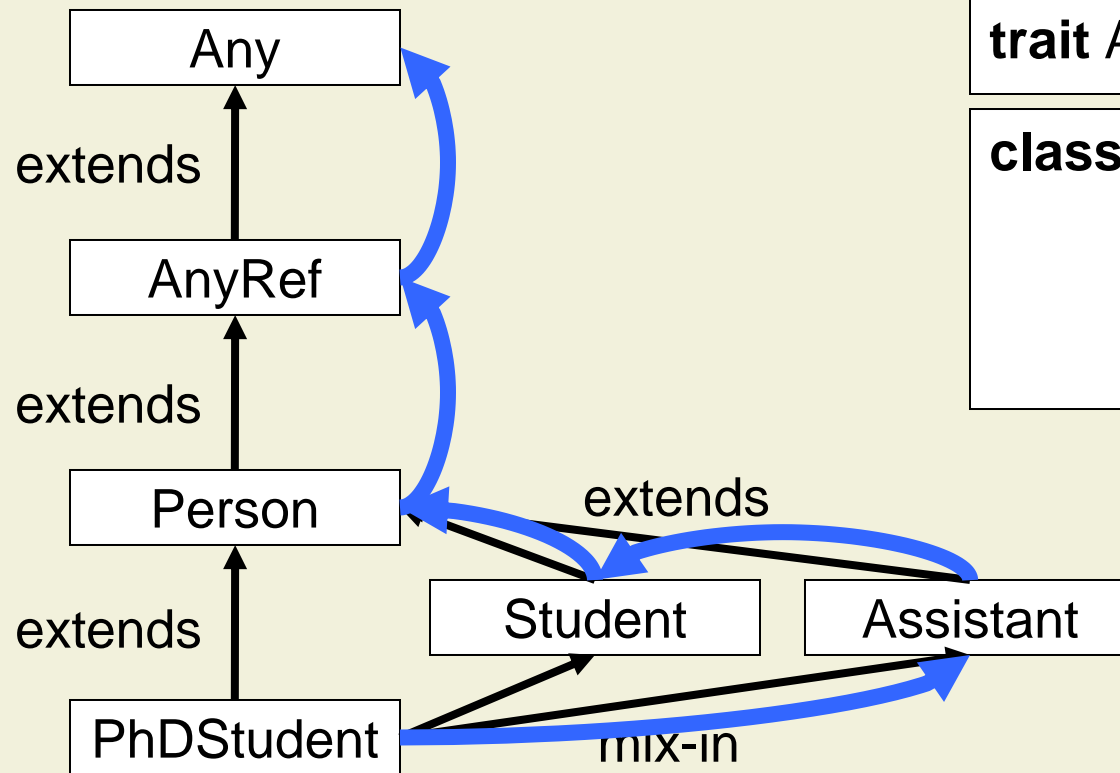 Any
trait
class
extends
AnyRef
extends
Person
extends
Student
Assistant
extends
PhDStudent
mix-in